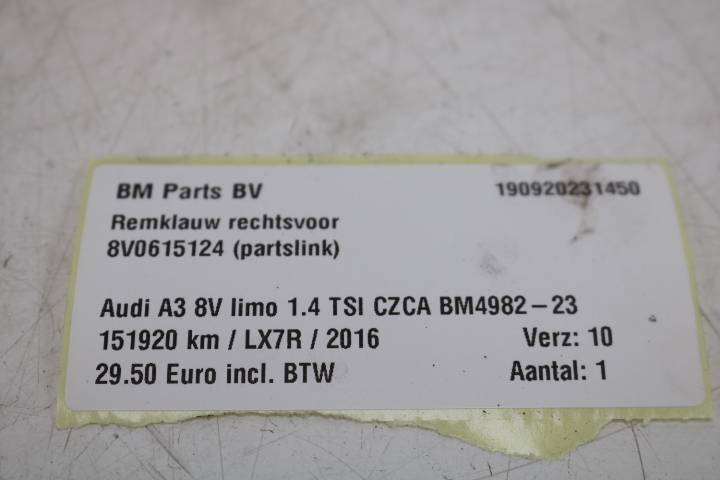 BM Parts BV 190920231450
Remklauw rechtsvoor
8V0615124 (partslink)
Audi A3 8V limo 1.4 TSI CZCA BM4982-23
151920 km / LX7R / 2016 Verz: 10
29.50 Euro incl. BTW Aantal: 1